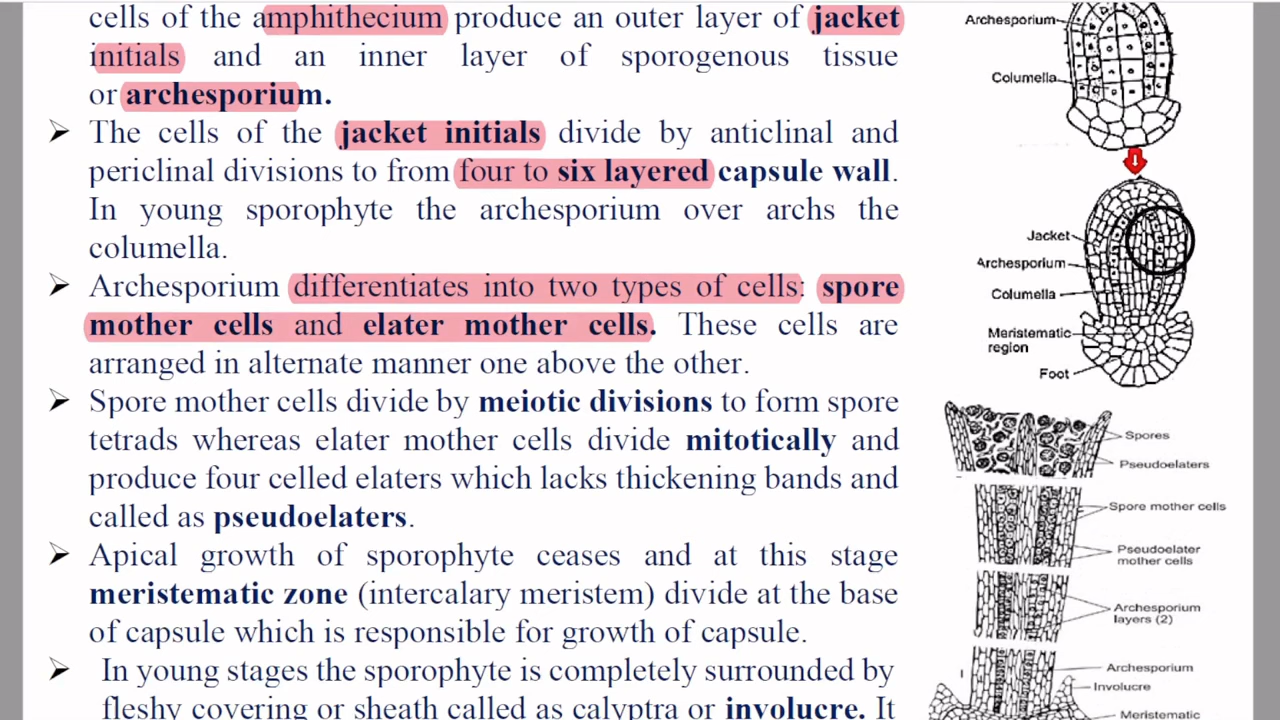 cells of the amphithecium produce an outer layer of jacket
initials and an inner layer of sporogenous tissue
or archesporium.
➢ The cells of the jacket initials divide by anticlinal and
periclinal divisions to from four to six layered capsule wall.
In young sporophyte the archesporium over archs the
columella.
➢ Archesporium differentiates into two types of cells: spore
mother cells and elater mother cells. These cells are
arranged in alternate manner one above the other.
➢ Spore mother cells divide by meiotic divisions to form spore
tetrads whereas elater mother cells divide mitotically and
produce four celled elaters which lacks thickening bands and
called as pseudoelaters.
➢ Apical growth of sporophyte ceases and at this stage
meristematic zone (intercalary meristem) divide at the base
of capsule which is responsible for growth of capsule.
➢ In young stages the sporophyte is completely surrounded by
fleshy covering or sheath called as calyptra or involucre. It
Archesporium
Columella
Jacket
Archesporium
Columella
Meristematic
region
Foot
Spores
Pseudoelaters
Spore mother cells
Pseudoelater
mother cells
Archesporium
layers (2)
Archesporium
Involucre
Meristematic